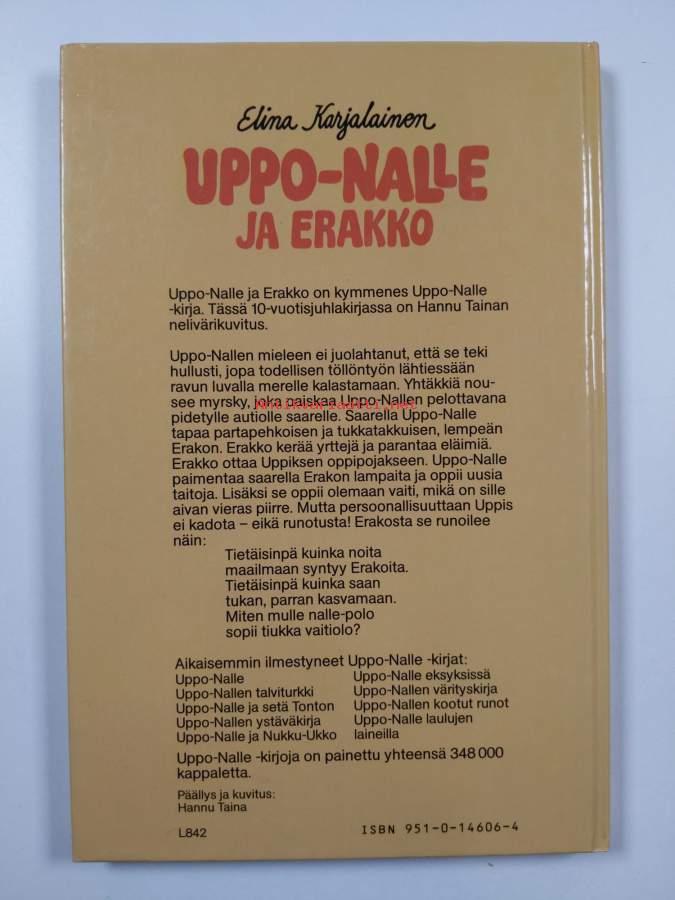 Elina Karjalainen
UPPO-NALLE
JA ERAKKO
Uppo-Nalle ja Erakko on kymmenes Uppo-Nalle
-kirja. Tässä 10-vuotisjuhlakirjassa on Hannu Tainan
nelivärikuvitus.
Uppo-Nallen mieleen ei juolahtanut, että se teki
hullusti, jopa todellisen töllöntyön lähtiessään
ravun luvalla merelle kalastamaan. Yhtäkkiä nou-
see myrsky, joka paiskaa Uppo-Nallen pelottavana
Antikvariaatti.net
pidetylle autiolle saarelle. Saarella Uppo-Nalle
tapaa partapehkoisen ja tukkatakkuisen, lempeän
Erakon. Erakko kerää yrttejä ja parantaa eläimiä.
Erakko ottaa Uppiksen oppipojakseen. Uppo-Nalle
paimentaa saarella Erakon lampaita ja oppii uusia
taitoja. Lisäksi se oppii olemaan vaiti, mikä on sille
aivan vieras piirre. Mutta persoonallisuuttaan Uppis
ei kadota – eikä runotusta! Erakosta se runoilee
näin:
Tietäisinpä kuinka noita
maailmaan syntyy Erakoita.
Tietäisinpä kuinka saan
tukan, parran kasvamaan.
Miten mulle nalle-polo
sopii tiukka vaitiolo?
Aikaisemmin ilmestyneet Uppo-Nalle -kirjat:
Uppo-Nalle
Uppo-Nallen talviturkki
Uppo-Nalle ja setä Tonton
Uppo-Nallen ystäväkirja
Uppo-Nalle ja Nukku-Ukko
Uppo-Nalle eksyksissä
Uppo-Nallen värityskirja
Uppo-Nallen kootut runot
Uppo-Nalle laulujen
laineilla
Uppo-Nalle -kirjoja on painettu yhteensä 348 000
kappaletta.
Päällys ja kuvitus:
Hannu Taina
L842
ISBN 951-0-14606-4